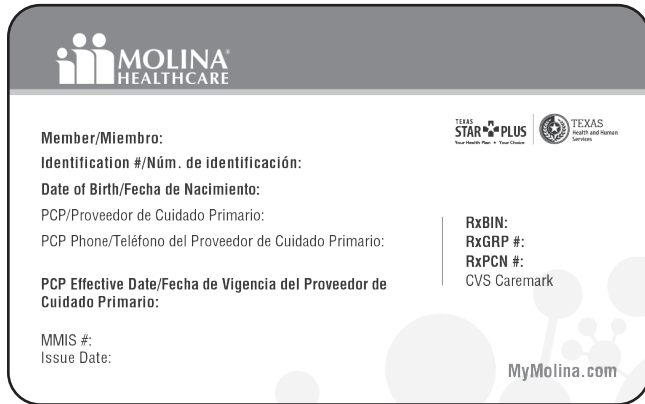 MOLINA®
HEALTHCARE
TEXAS
STAR PLUS
Your Health Plan ✦ Your Choice
TEXAS
Health and Human
Services
Member/Miembro:
Identification #/Núm. de identificación:
Date of Birth/Fecha de Nacimiento:
PCP/Proveedor de Cuidado Primario:
PCP Phone/Teléfono del Proveedor de Cuidado Primario:
PCP Effective Date/Fecha de Vigencia del Proveedor de
Cuidado Primario:
MMIS #:
Issue Date:
RxBIN:
RxGRP #:
RxPCN #:
CVS Caremark
MyMolina.com